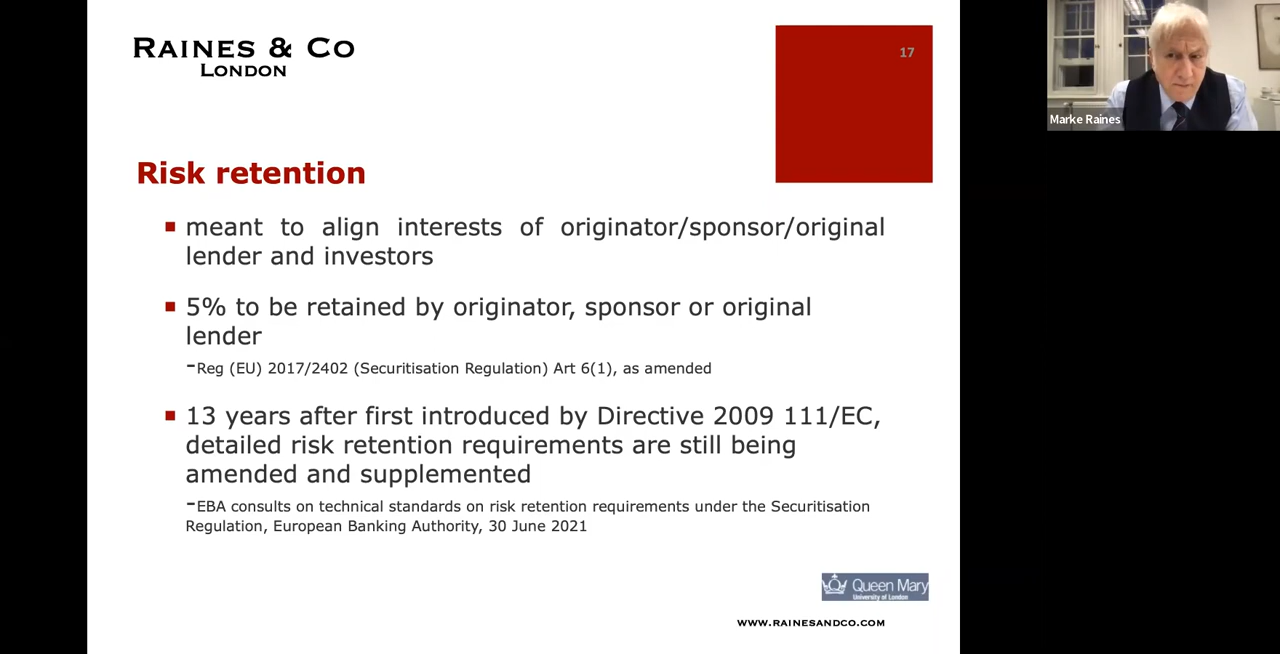 RAINES & CO
LONDON
17
Marke Raines
Risk retention
meant to align interests of originator/sponsor/original
lender and investors
5% to be retained by originator, sponsor or original
lender
-Reg (EU) 2017/2402 (Securitisation Regulation) Art 6(1), as amended
13 years after first introduced by Directive 2009 111/EC,
detailed risk retention requirements are still being
amended and supplemented
-EBA consults on technical standards on risk retention requirements under the Securitisation
Regulation, European Banking Authority, 30 June 2021
Queen Mary
University of London
WWW.RAINESANDCO.COM